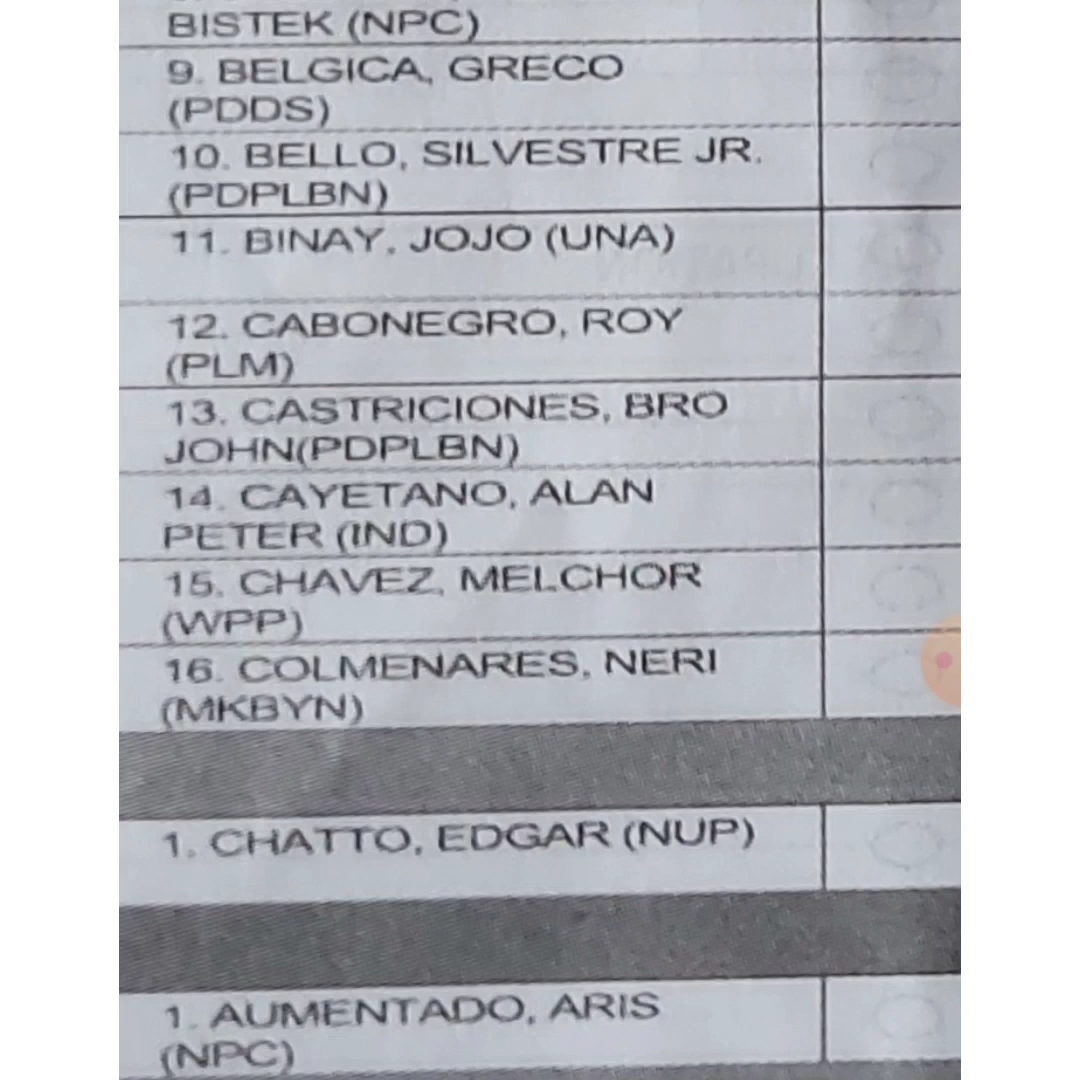 BISTEK (NPC)
9. BELGICA, GRECO
(PDDS)
10. BELLO, SILVESTRE JR.
(PDPLBN)
11. BINAY, JOJO (UNA)
12. CABONEGRO, ROY
(PLM)
13. CASTRICIONES, BRO
JOHN(PDPLBN)
14. CAYETANO, ALAN
PETER (IND)
15. CHAVEZ, MELCHOR
(WPP)
16. COLMENARES, NERI
(MKBYN)
1. CHATTO, EDGAR (NUP)
1. AUMENTADO, ARIS
(NPC)